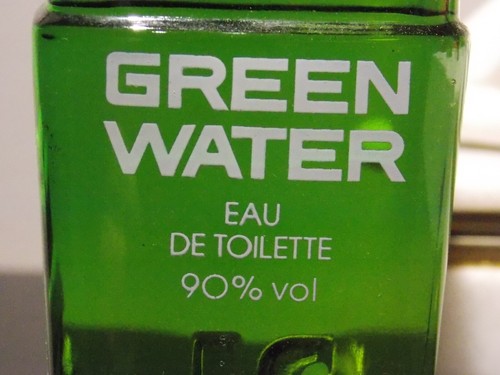 GREEN
WATER
EAU
DE TOILETTE
90% vol